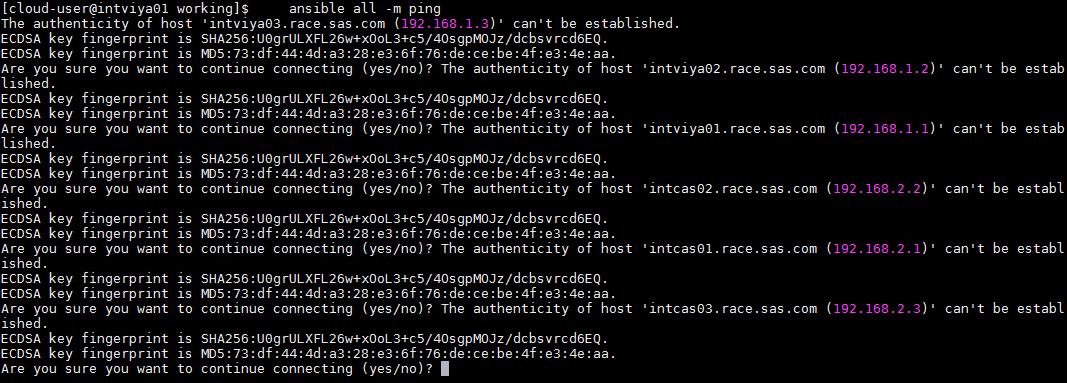 [cloud-user@intviya01 working]$     ansible all -m ping
The authenticity of host 'intviya03.race.sas.com (192.168.1.3)' can't be established.
ECDSA key fingerprint is SHA256:U0grULXFL26w+xOoL3+c5/4OsgpMOJz/dcbsvrcd6EQ.
ECDSA key fingerprint is MD5:73:df:44:4d:a3:28:e3:6f:76:de:ce:be:4f:e3:4e:aa.
Are you sure you want to continue connecting (yes/no)? The authenticity of host 'intviya02.race.sas.com (192.168.1.2)' can't be estab
lished.
ECDSA key fingerprint is SHA256:U0grULXFL26w+xOoL3+c5/4OsgpMOJz/dcbsvrcd6EQ.
ECDSA key fingerprint is MD5:73:df:44:4d:a3:28:e3:6f:76:de:ce:be:4f:e3:4e:aa.
Are you sure you want to continue connecting (yes/no)? The authenticity of host 'intviya01.race.sas.com (192.168.1.1)' can't be estab
lished.
ECDSA key fingerprint is SHA256:U0grULXFL26w+xOoL3+c5/4OsgpMOJz/dcbsvrcd6EQ.
ECDSA key fingerprint is MD5:73:df:44:4d:a3:28:e3:6f:76:de:ce:be:4f:e3:4e:aa.
Are you sure you want to continue connecting (yes/no)? The authenticity of host 'intcas02.race.sas.com (192.168.2.2)' can't be establ
ished.
ECDSA key fingerprint is SHA256:U0grULXFL26w+xOoL3+c5/4OsgpMOJz/dcbsvrcd6EQ.
ECDSA key fingerprint is MD5:73:df:44:4d:a3:28:e3:6f:76:de:ce:be:4f:e3:4e:aa.
Are you sure you want to continue connecting (yes/no)? The authenticity of host 'intcas01.race.sas.com (192.168.2.1)' can't be establ
ished.
ECDSA key fingerprint is SHA256:U0grULXFL26w+xOoL3+c5/4OsgpMOJz/dcbsvrcd6EQ.
ECDSA key fingerprint is MD5:73:df:44:4d:a3:28:e3:6f:76:de:ce:be:4f:e3:4e:aa.
Are you sure you want to continue connecting (yes/no)? The authenticity of host 'intcas03.race.sas.com (192.168.2.3)' can't be establ
ished.
ECDSA key fingerprint is SHA256:U0grULXFL26w+xOoL3+c5/4OsgpMOJz/dcbsvrcd6EQ.
ECDSA key fingerprint is MD5:73:df:44:4d:a3:28:e3:6f:76:de:ce:be:4f:e3:4e:aa.
Are you sure you want to continue connecting (yes/no)?